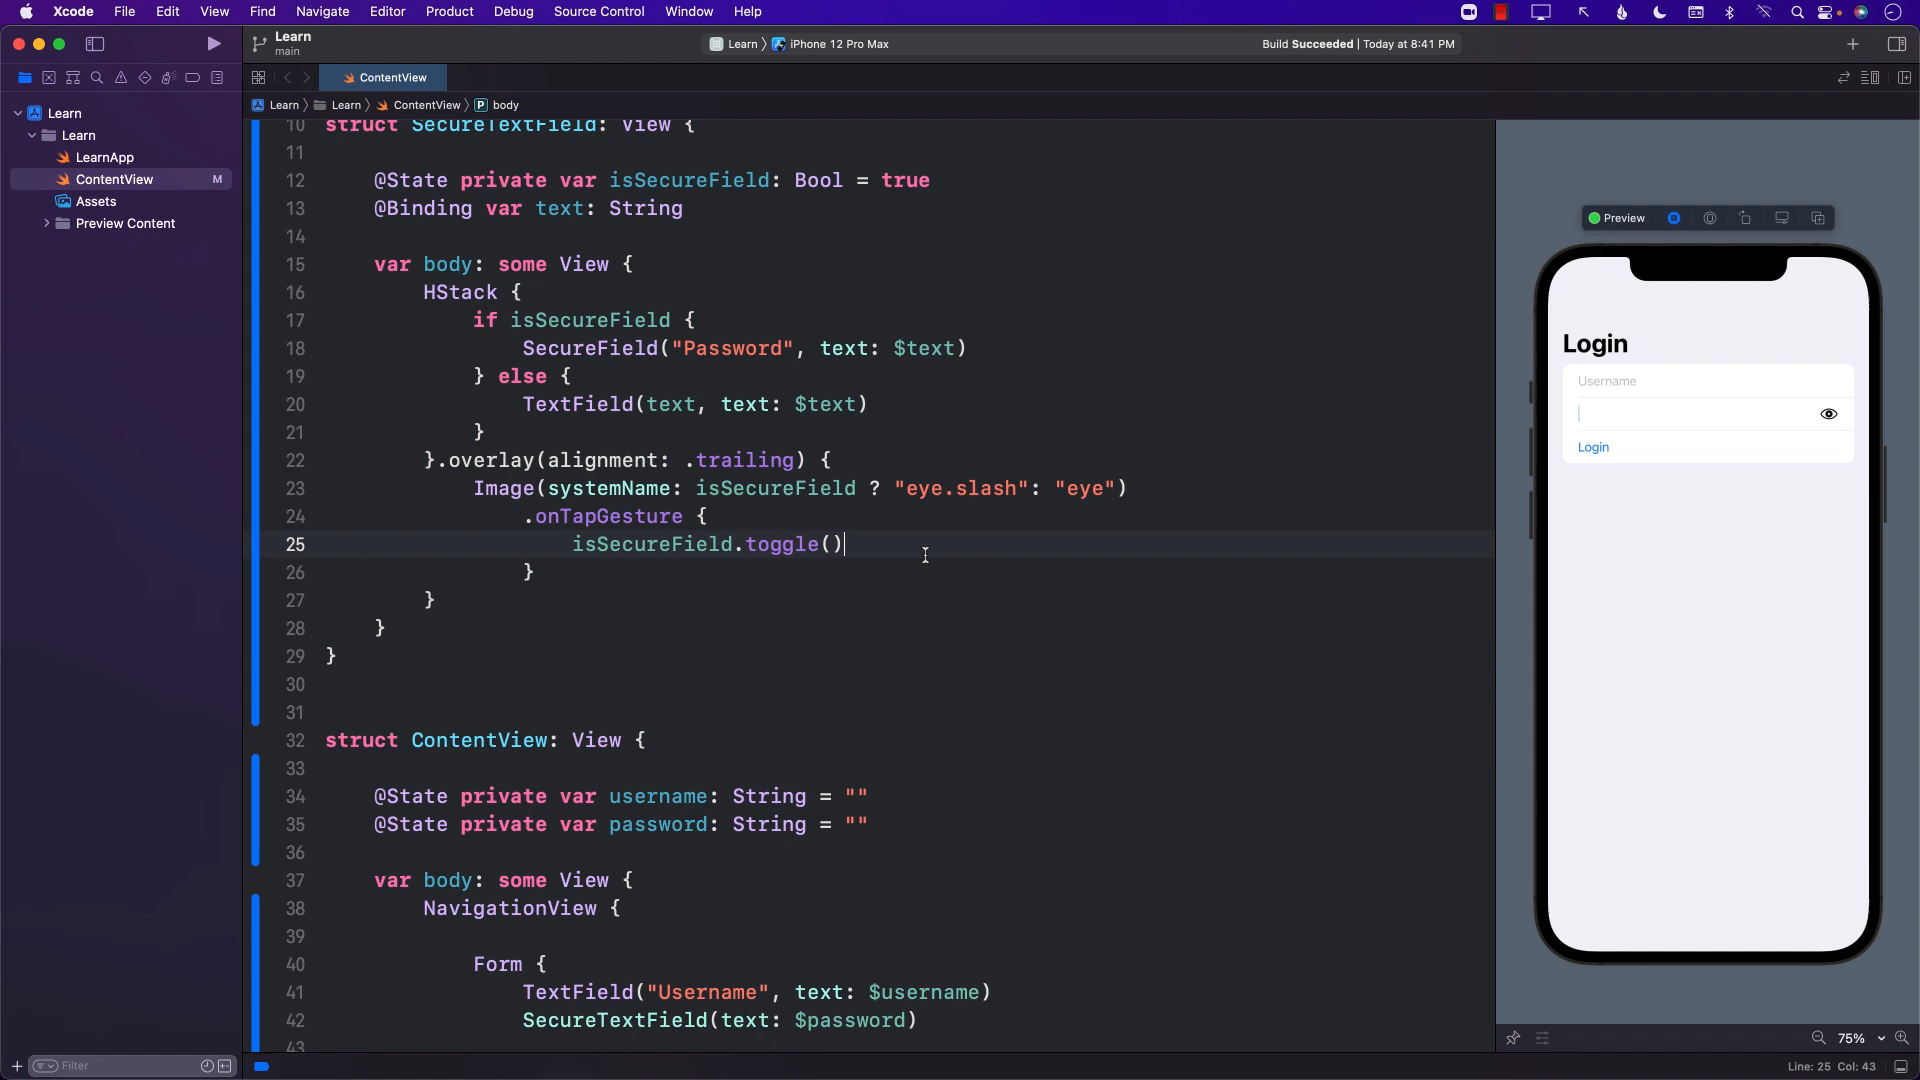 Xcode File Edit View Find Navigate Editor Product Debug Source Control Window Help
Learn
main
Learn iPhone 12 Pro Max
Build Succeeded | Today at 8:41 PM
ContentView
Learn Learn ContentView P body
Learn
Learn
LearnApp
ContentView M
Assets
Preview Content
10 struct SecureTextField: View {
11
12 @State private var isSecureField: Bool = true
13 @Binding var text: String
14
15 var body: some View {
16 HStack {
17 if isSecureField {
18 SecureField("Password", text: $text)
19 } else {
20 TextField(text, text: $text)
21 }
22 }.overlay(alignment: .trailing) {
23 Image(systemName: isSecureField ? "eye.slash": "eye")
24 .onTapGesture {
25 isSecureField.toggle()
26 }
27 }
28 }
29 }
30
31
32 struct ContentView: View {
33
34 @State private var username: String = ""
35 @State private var password: String = ""
36
37 var body: some View {
38 NavigationView {
39
40 Form {
41 TextField("Username", text: $username)
42 SecureTextField(text: $password)
43
Preview
Login
Username
Login
75%
Filter
Line: 25 Col: 43